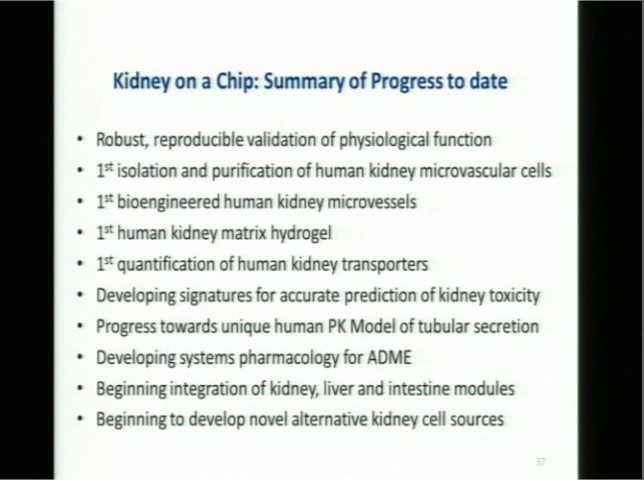 Kidney on a Chip: Summary of Progress to date
• Robust, reproducible validation of physiological function
• 1st isolation and purification of human kidney microvascular cells
• 1st bioengineered human kidney microvessels
• 1st human kidney matrix hydrogel
• 1st quantification of human kidney transporters
• Developing signatures for accurate prediction of kidney toxicity
• Progress towards unique human PK Model of tubular secretion
• Developing systems pharmacology for ADME
• Beginning integration of kidney, liver and intestine modules
• Beginning to develop novel alternative kidney cell sources
37